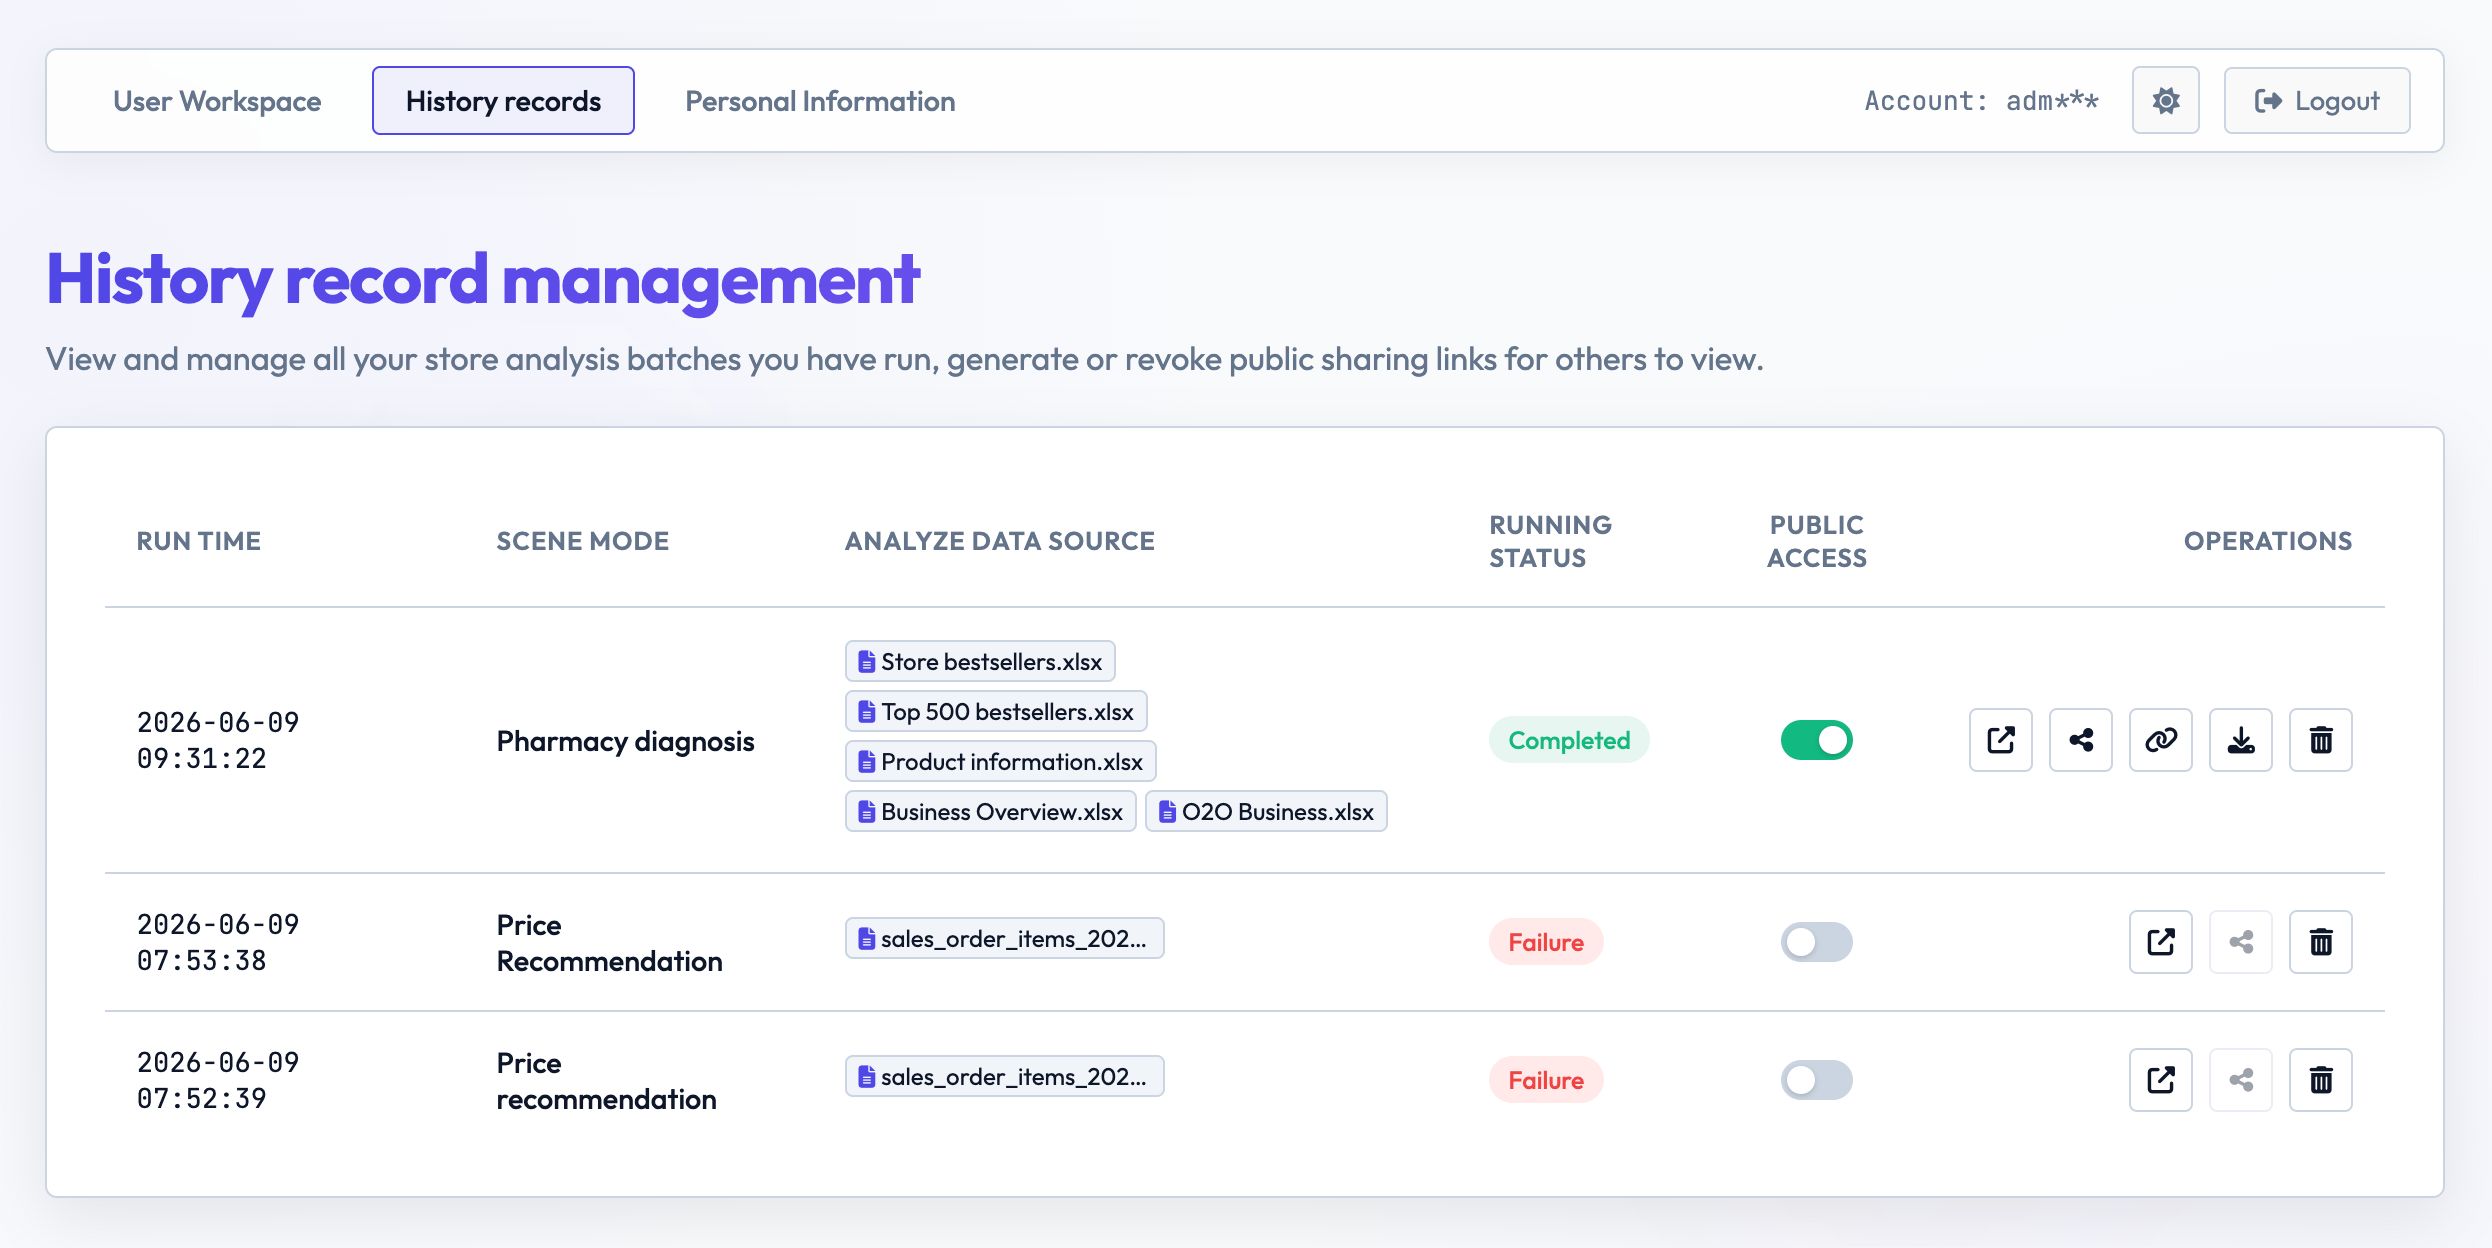 User Workspace
History records
Personal Information
Account: adm***
Logout
History record management
View and manage all your store analysis batches you have run, generate or revoke public sharing links for others to view.
RUN TIME
SCENE MODE
ANALYZE DATA SOURCE
RUNNING
STATUS
PUBLIC
ACCESS
OPERATIONS
2026-06-09
09:31:22
Pharmacy diagnosis
Store bestsellers.xlsx
Top 500 bestsellers.xlsx
Product information.xlsx
Business Overview.xlsx
O2O Business.xlsx
Completed
2026-06-09
07:53:38
Price
Recommendation
sales_order_items_202...
Failure
2026-06-09
07:52:39
Price
recommendation
sales_order_items_202...
Failure